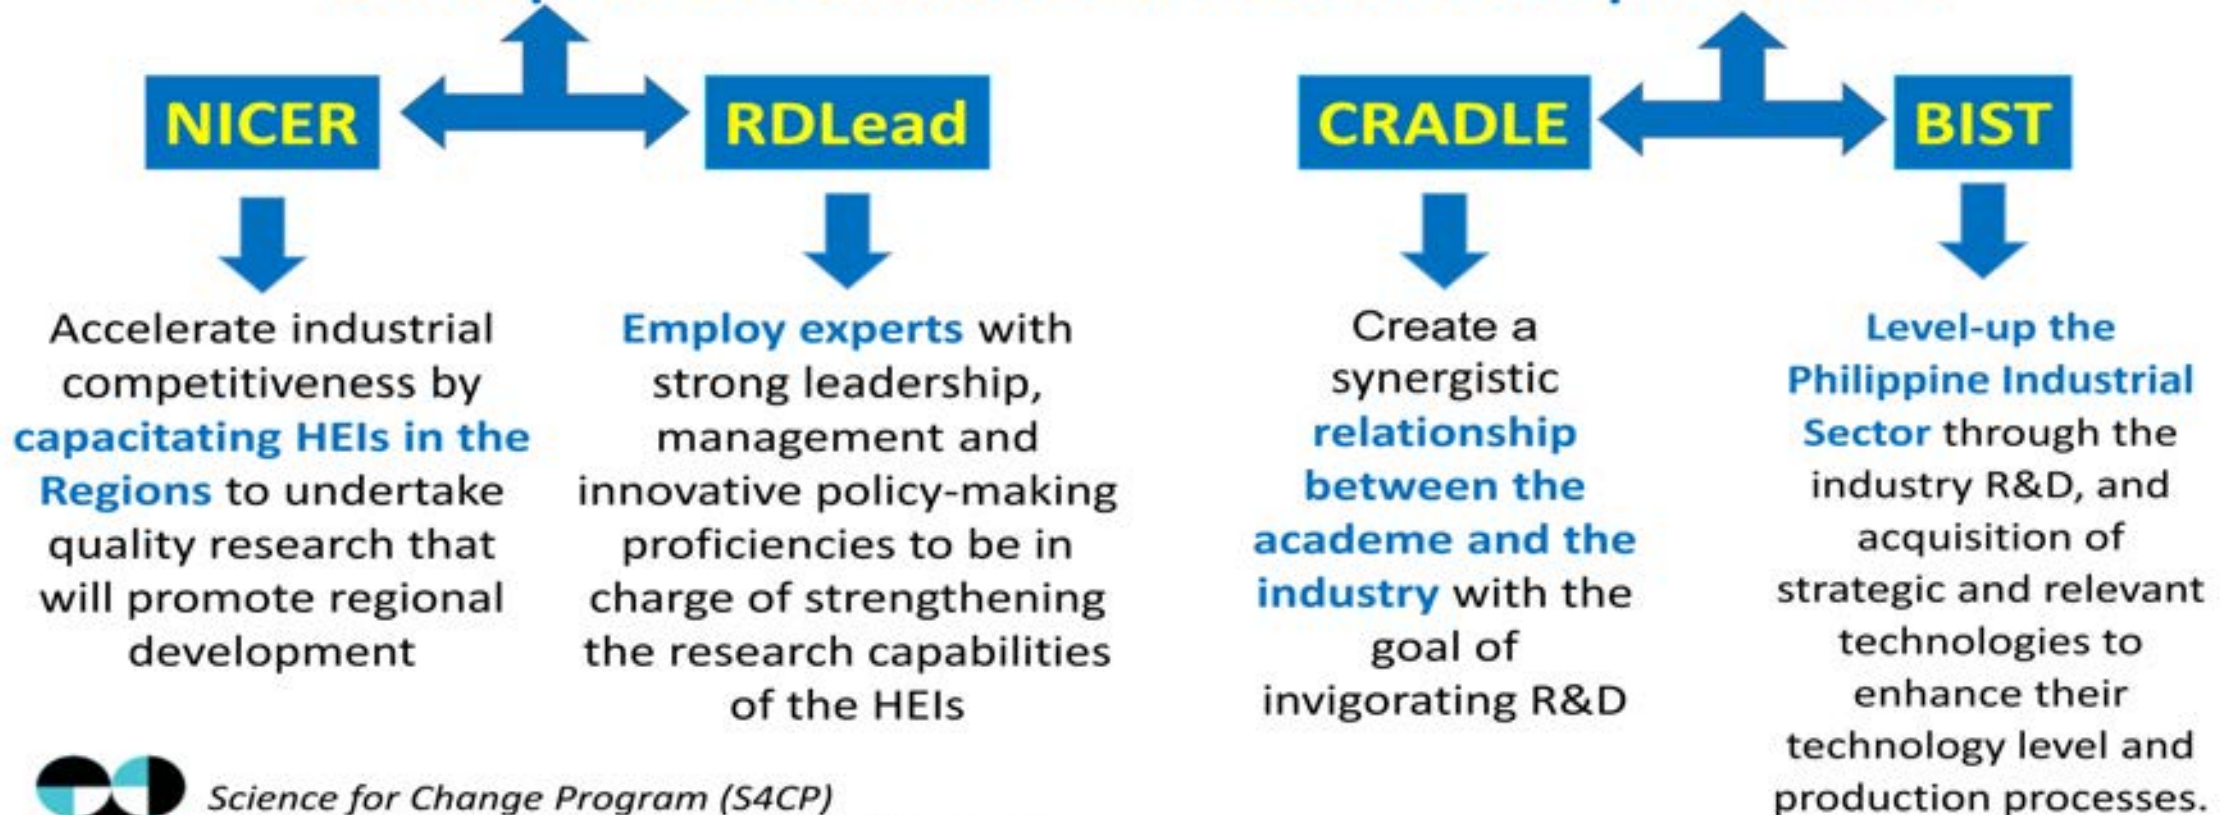 NICER
RDLead
CRADLE
BIST
Accelerate industrial
competitiveness by
capacitating HEIs in the
Regions to undertake
quality research that
will promote regional
development
Employ experts with
strong leadership,
management and
innovative policy-making
proficiencies to be in
charge of strengthening
the research capabilities
of the HEIs
Create a
synergistic
relationship
between the
academe and the
industry with the
goal of
invigorating R&D
Level-up the
Philippine Industrial
Sector through the
industry R&D, and
acquisition of
strategic and relevant
technologies to
enhance their
technology level and
production processes.
Science for Change Program (S4CP)